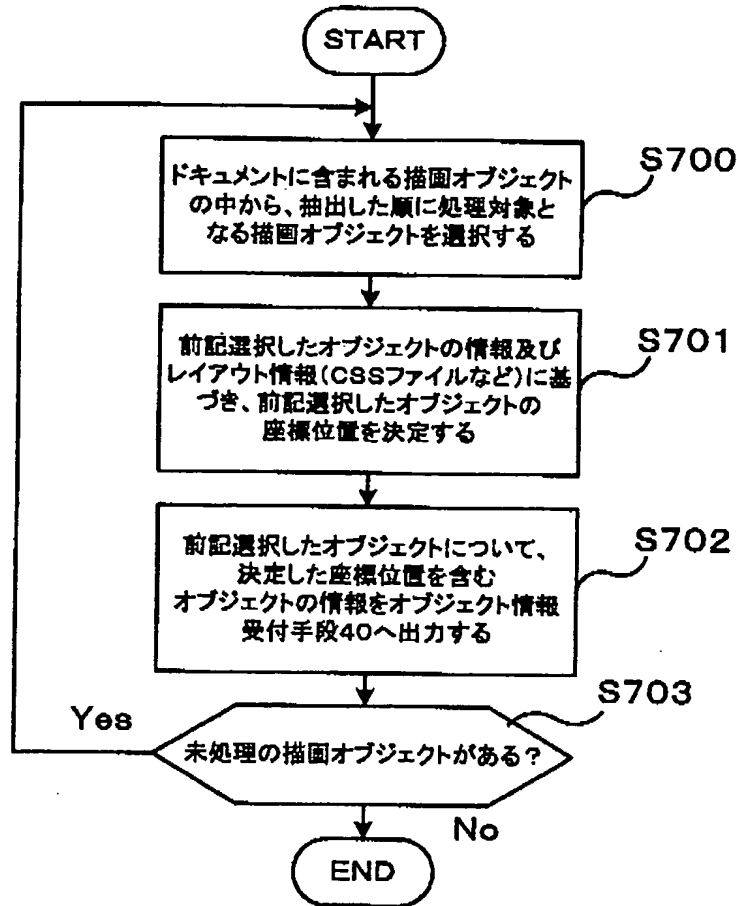 START
ドキュメントに含まれる描画オブジェクト
の中から、抽出した順に処理対象と
なる描画オブジェクトを選択する
S700
前記選択したオブジェクトの情報及び
レイアウト情報(CSSファイルなど)に基
づき、前記選択したオブジェクトの
座標位置を決定する
S701
前記選択したオブジェクトについて、
決定した座標位置を含む
オブジェクトの情報をオブジェクト情報
受付手段40へ出力する
S702
未処理の描画オブジェクトがある?
S703
Yes
No
END